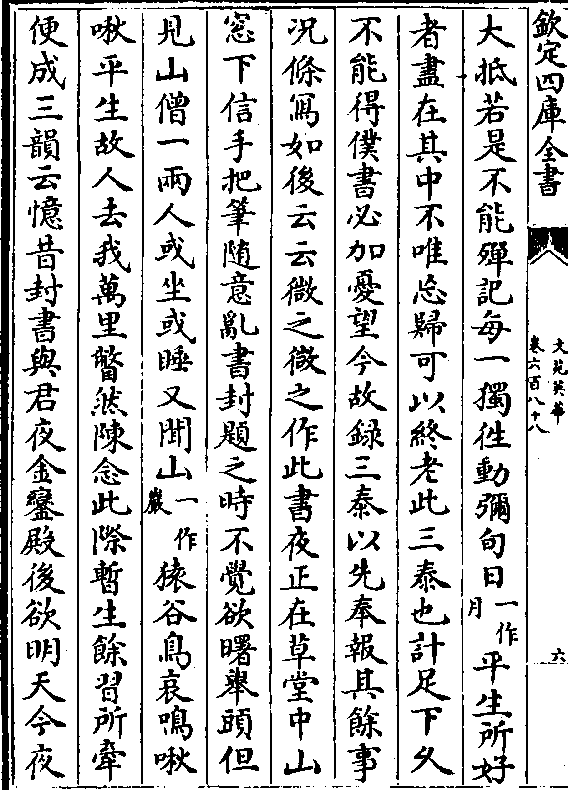 欽定四庫全書
文苑英華
卷六百八十八
六
大抵若是不能殫記每一獨徃動彌旬日一作月平生所好
者盡在其中不唯忘歸可以終老此三泰也計足下久
不能得僕書必加憂望今故録三泰以先奉報其餘事
况條寫如後云云微之微之作此書夜正在草堂中山
窓下信手把筆随意亂書封題之時不覺欲曙舉頭但
見山僧一兩人或坐或睡又聞山一作巖猿谷鳥哀鳴啾
啾平生故人去我萬里瞥然陳念此際暫生餘習所牽
便成三韻云憶昔封書與君夜金鑾殿後欲明天今夜